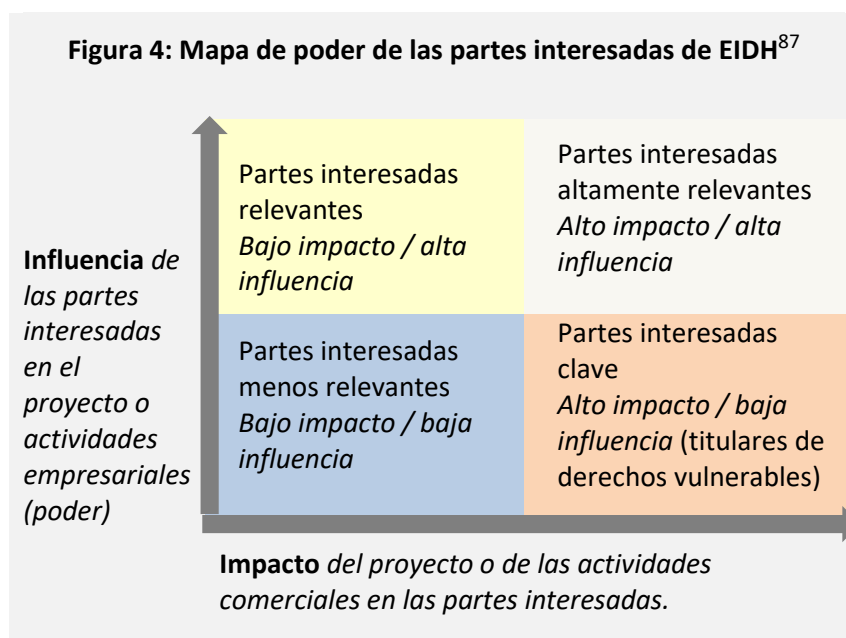 Figura 4: Mapa de poder de las partes interesadas de EIDH87
Partes interesadas
relevantes
Bajo impacto / alta
influencia
Partes interesadas
altamente relevantes
Alto impacto / alta
influencia
Influencia de
las partes
interesadas
en el
proyecto o
actividades
empresariales
(poder)
Partes interesadas
menos relevantes
Bajo impacto / baja
influencia
Partes interesadas
clave
Alto impacto / baja
influencia (titulares de
derechos vulnerables)
Impacto del proyecto o de las actividades
comerciales en las partes interesadas.